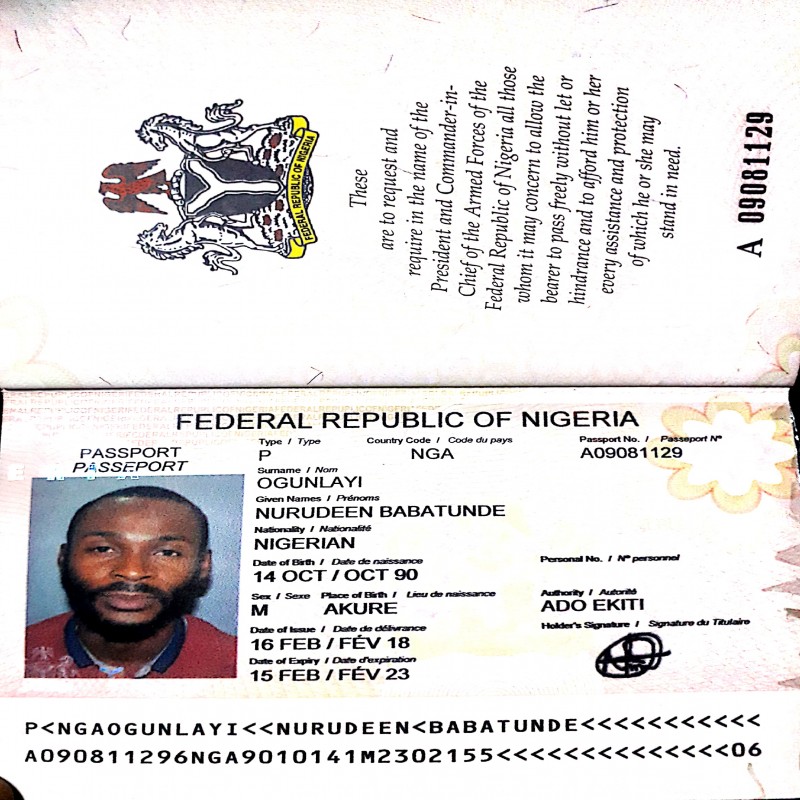 FEDERAL REPUBLIC OF NIGERIA
These
are to request and
require in the name of the
President and Commander-in-
Chief of the Armed Forces of the
Federal Republic of Nigeria all those
whom it may concern to allow the
bearer to pass freely without let or
hindrance and to afford him or her
every assistance and protection
of which he or she may
stand in need.
A 09081129
FEDERAL REPUBLIC OF NIGERIA
PASSPORT
PASSEPORT
Type / Type Country Code / Code du pays Passport No. / Passeport N°
P NGA A09081129
Surname / Nom
OGUNLAYI
Given Names / Prénoms
NURUDEEN BABATUNDE
Nationality / Nationalité
NIGERIAN
Date of Birth / Date de naissance Personal No. / N° personnel
14 OCT / OCT 90
Sex / Sexe Place of Birth / Lieu de naissance Authority / Autorité
M AKURE ADO EKITI
Date of Issue / Date de délivrance Holder's Signature / Signature du Titulaire
16 FEB / FÉV 18
Date of Expiry / Date d'expiration
15 FEB / FÉV 23
P<NGAOGUNLAYI<<NURUDEEN<BABATUNDE<<<<<<<<<<<
A090811296NGA9010141M2302155<<<<<<<<<<<<<<06